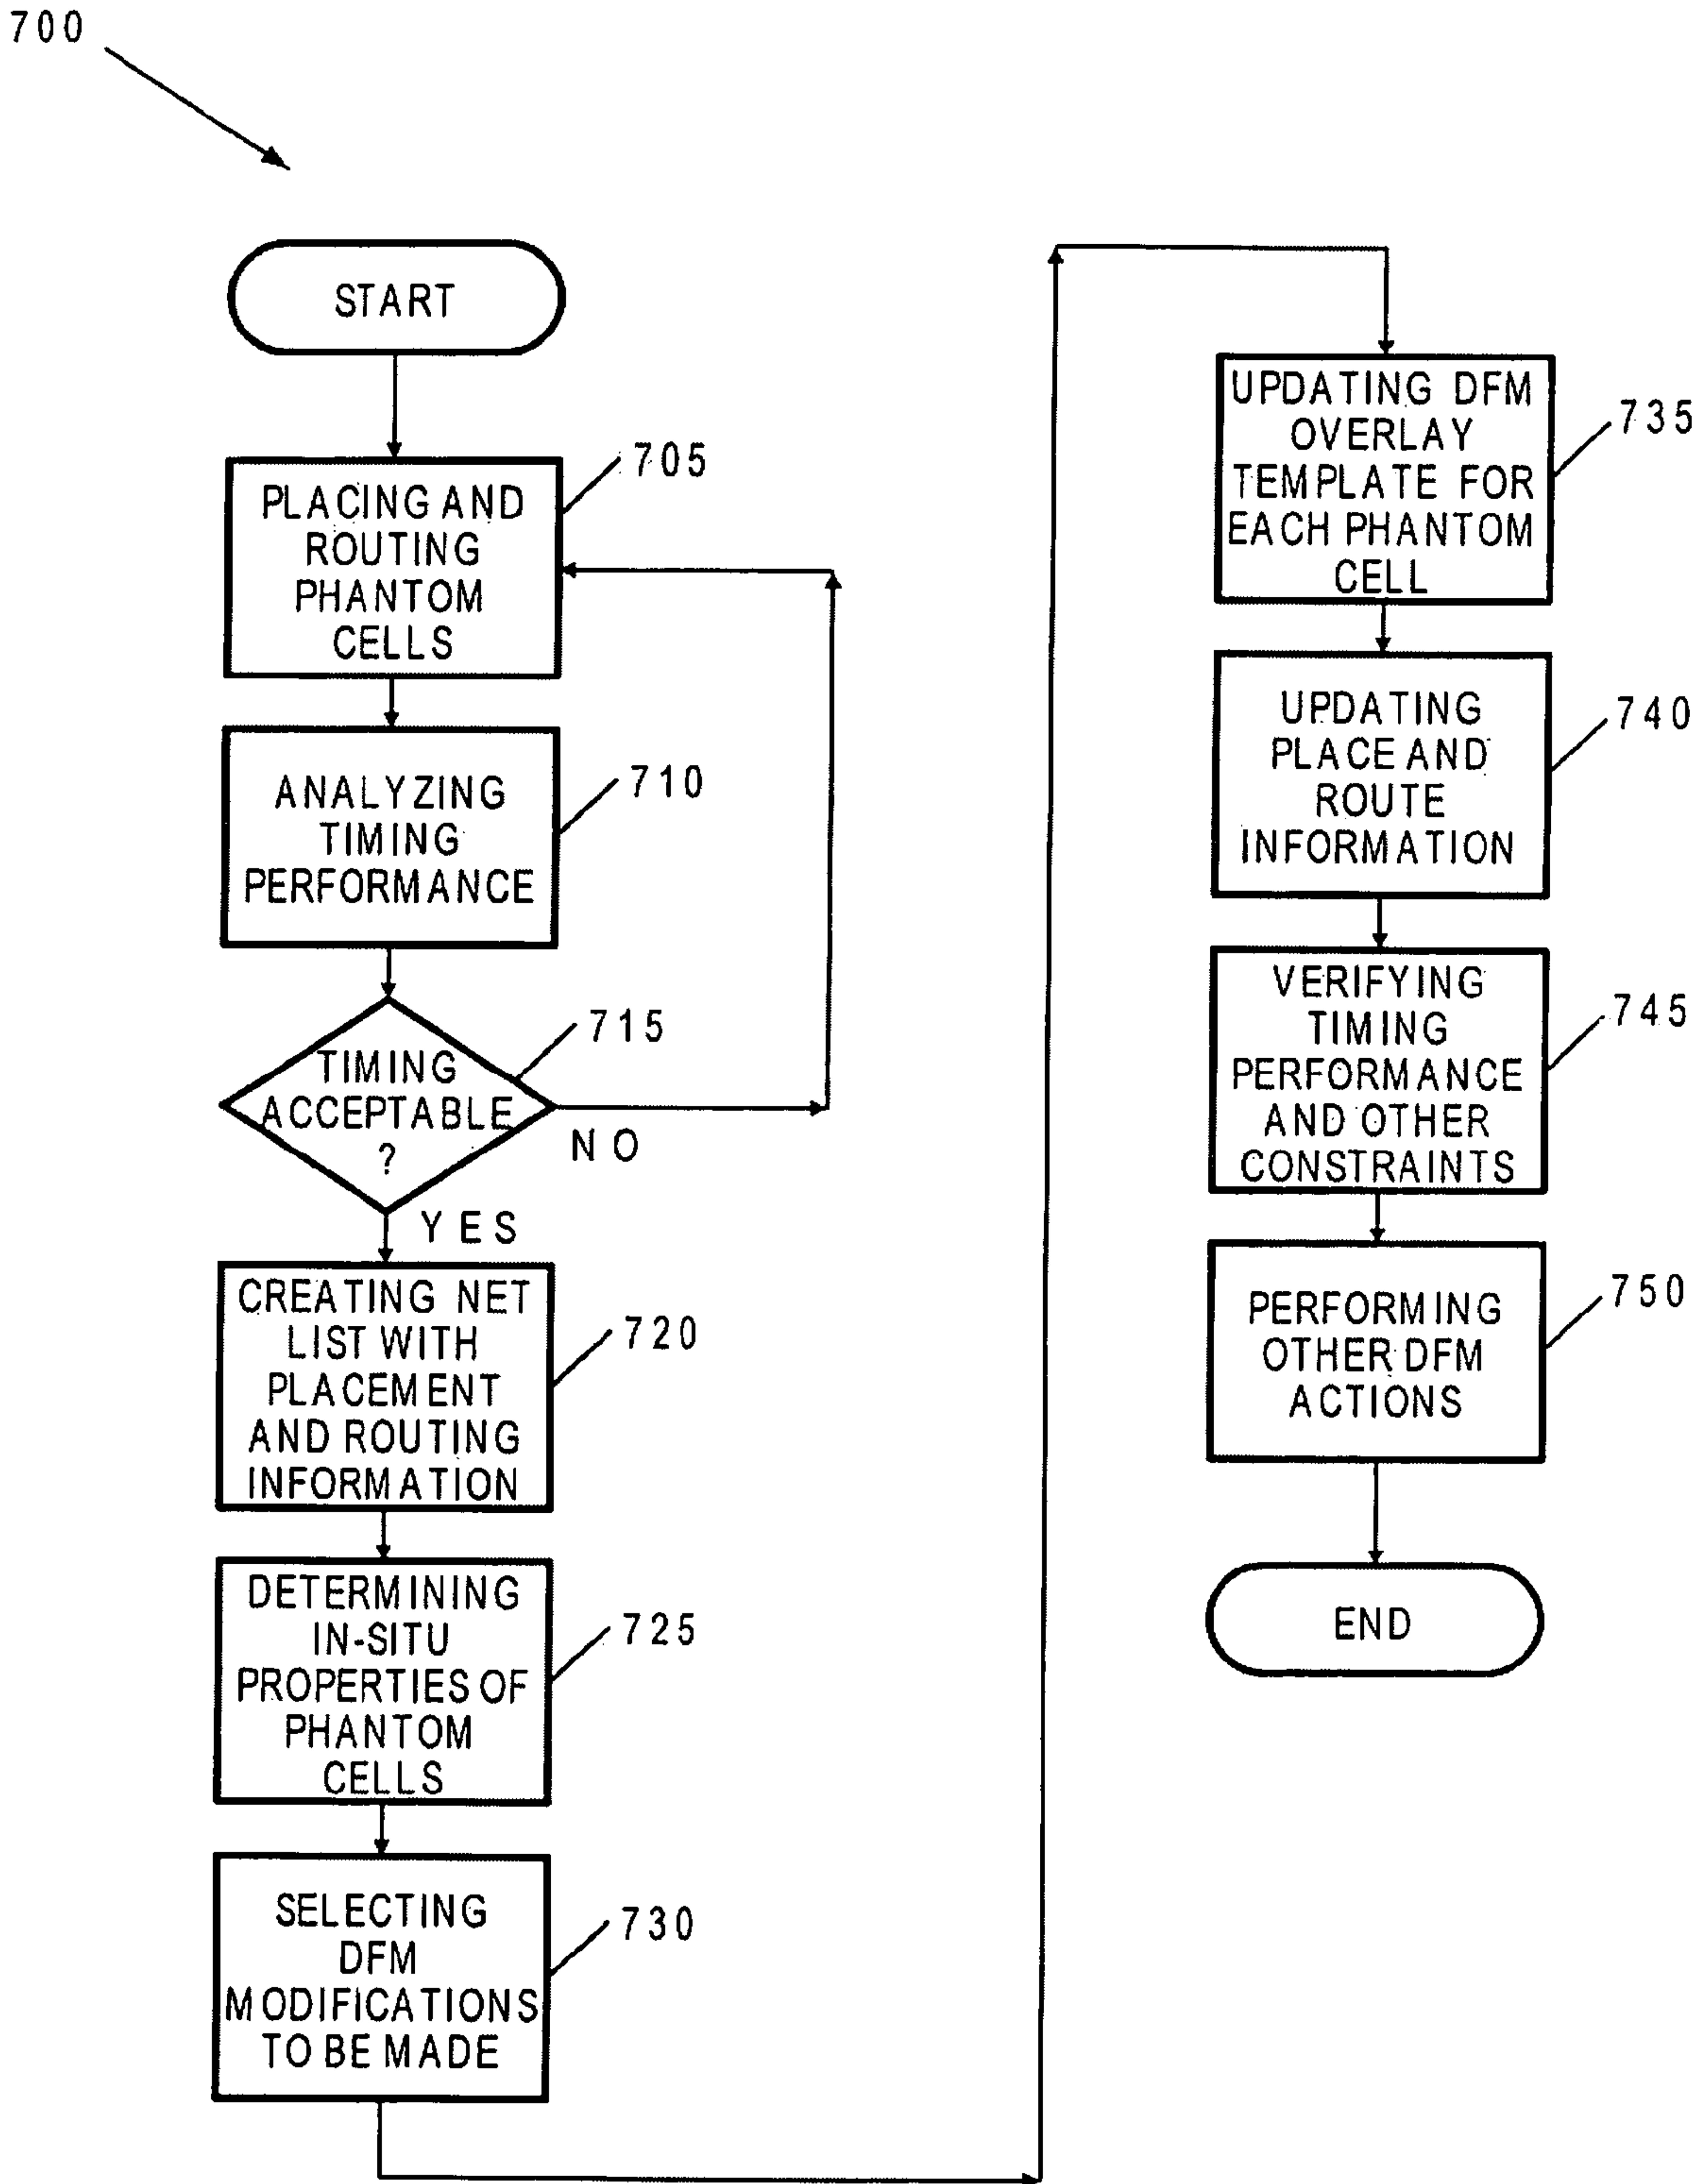 700
START
705
PLACING AND
ROUTING
PHANTOM
CELLS
710
ANALYZING
TIMING
PERFORMANCE
715
TIMING
ACCEPTABLE
?
NO
YES
CREATING NET
LIST WITH
PLACEMENT
AND ROUTING
INFORMATION
720
DETERMINING
IN-SITU
PROPERTIES OF
PHANTOM
CELLS
725
SELECTING
DFM
MODIFICATIONS
TO BE MADE
730
UPDATING DFM
OVERLAY
TEMPLATE FOR
EACH PHANTOM
CELL
735
UPDATING
PLACE AND
ROUTE
INFORMATION
740
VERIFYING
TIMING
PERFORMANCE
AND OTHER
CONSTRAINTS
745
PERFORMING
OTHER DFM
ACTIONS
750
END